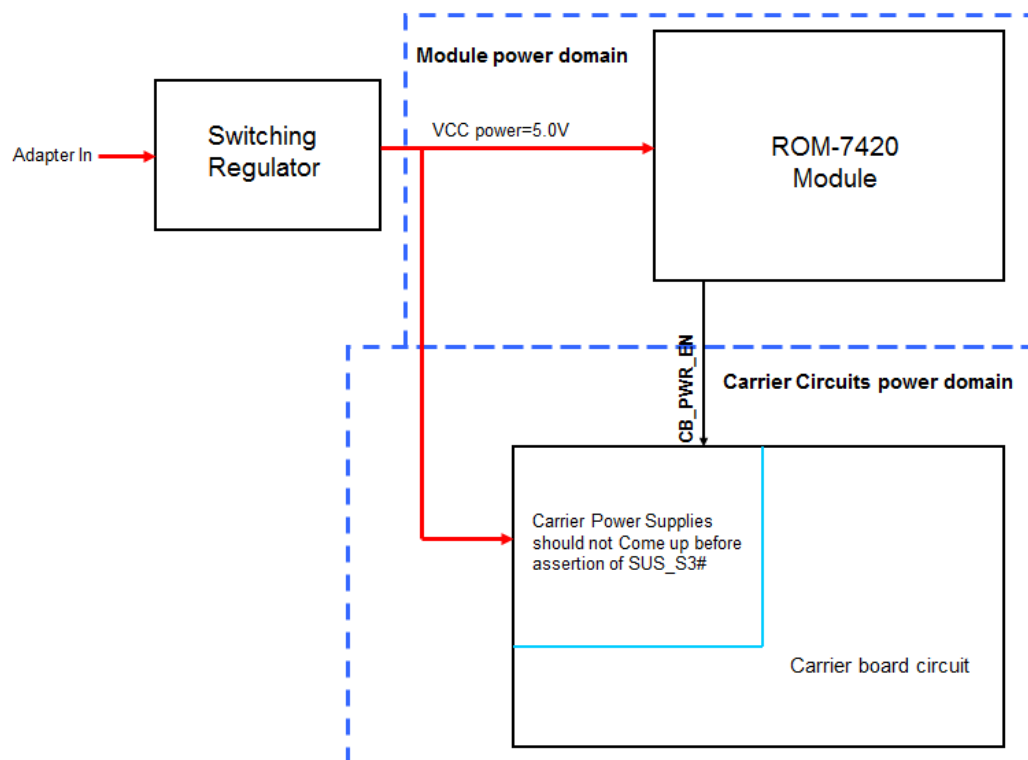 Module power domain
Switching
Regulator
Adapter In
VCC power=5.0V
ROM-7420
Module
CB_PWR_EN
Carrier Circuits power domain
Carrier Power Supplies
should not Come up before
assertion of SUS_S3#
Carrier board circuit